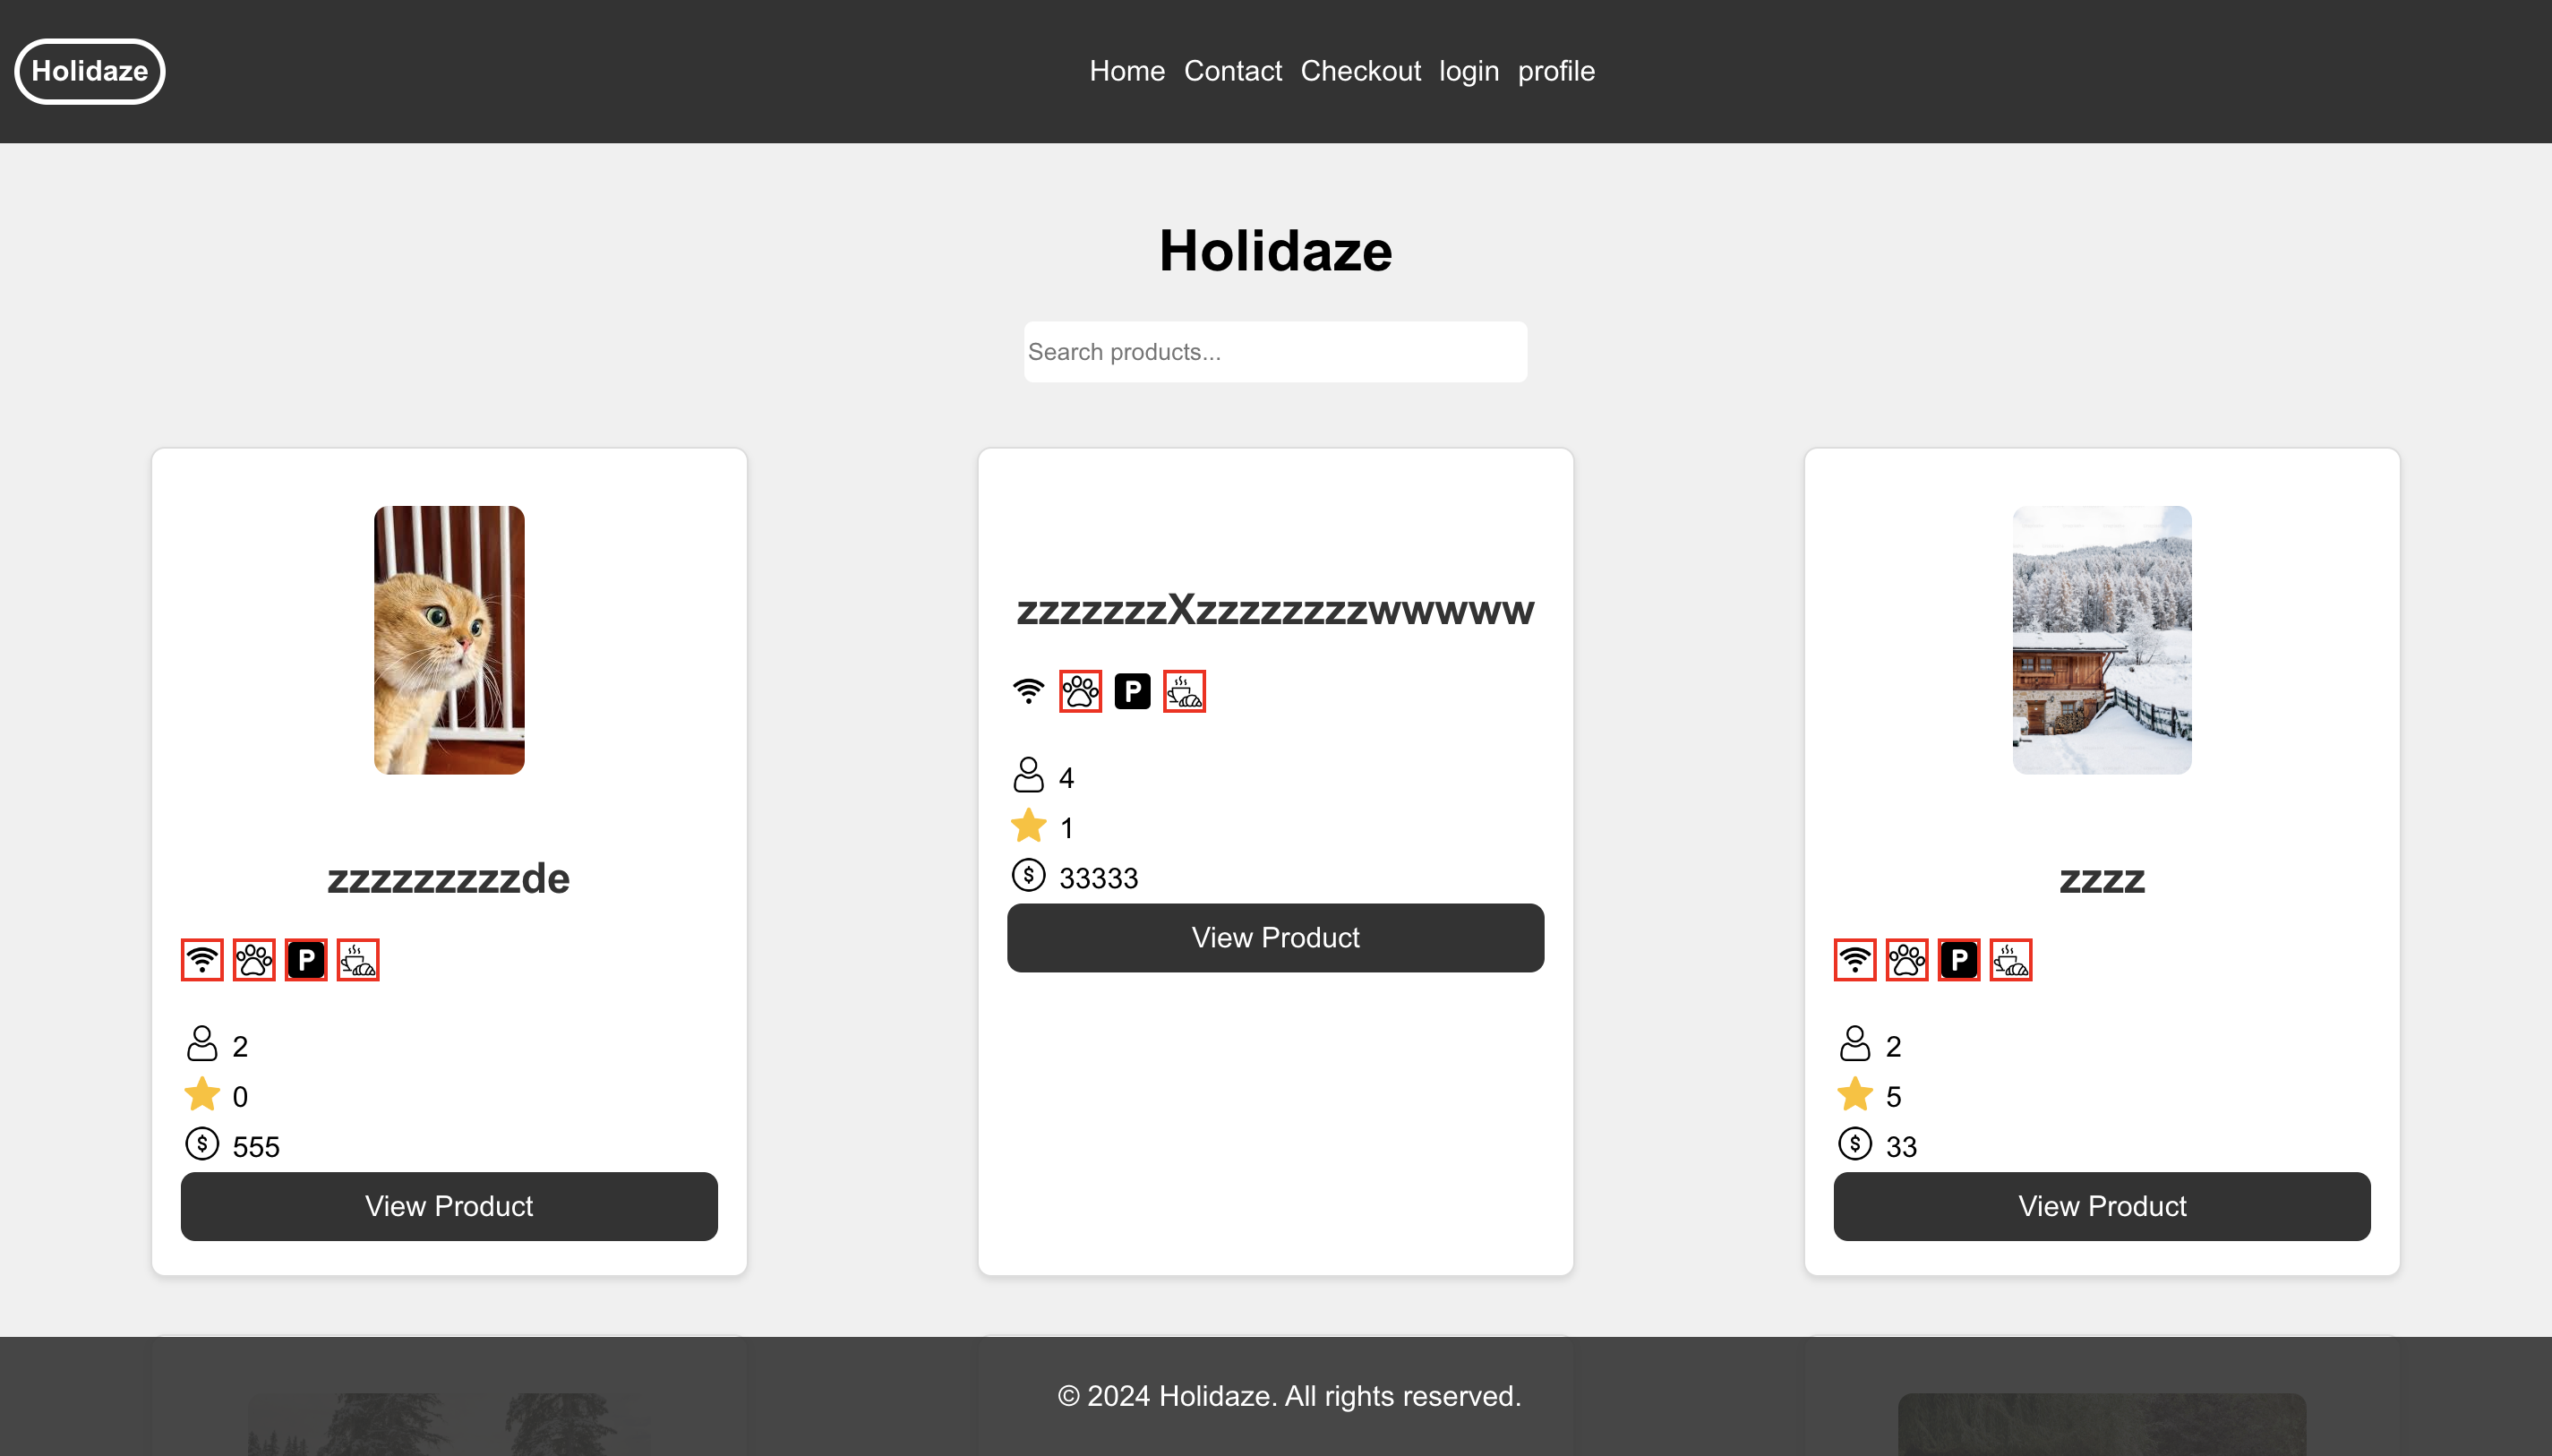 Holidaze
Home Contact Checkout login profile
Holidaze
Search products...
zzzzzzzzzde
P
2
0
$ 555
View Product
zzzzzzzXzzzzzzzzwwwww
P
4
1
$ 33333
View Product
zzzz
P
2
5
$ 33
View Product
© 2024 Holidaze. All rights reserved.